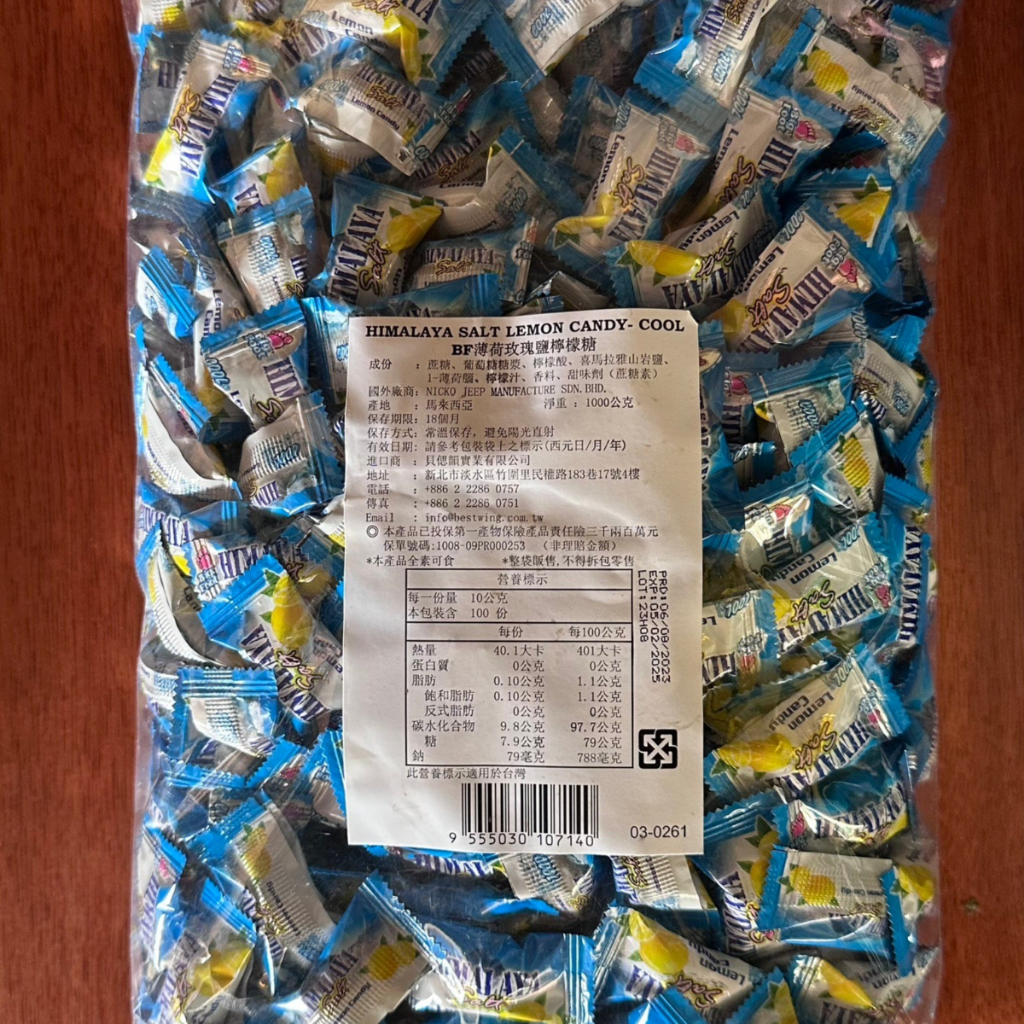 HIMALAYA SALT LEMON CANDY- COOL
BF薄荷玫瑰鹽檸檬糖
成份 : 蔗糖、葡萄糖糖漿、檸檬酸、喜馬拉雅山岩鹽、
l-薄荷腦、檸檬汁、香料、甜味劑（蔗糖素）
國外廠商: NICKO JEEP MANUFACTURE SDN.BHD.
產地 : 馬來西亞 淨重 : 1000公克
保存期限: 18個月
保存方式: 常溫保存，避免陽光直射
有效日期: 請參考包裝袋上之標示(西元日/月/年)
進口商 : 貝偲韻實業有限公司
地址 : 新北市淡水區竹圍里民權路183巷17號4樓
電話 : +886 2 2286 0757
傳真 : +886 2 2286 0751
Email : info@bestwing.com.tw
◎ 本產品已投保第一產物保險產品責任險三千兩百萬元
保單號碼:1008-09PR000253 （非理賠金額）
*本產品全素可食 *整袋販售,不得拆包零售
營養標示
每一份量 10公克
本包裝含 100 份
每份 每100公克
熱量 40.1大卡 401大卡
蛋白質 0公克 0公克
脂肪 0.10公克 1.1公克
飽和脂肪 0.10公克 1.1公克
反式脂肪 0公克 0公克
碳水化合物 9.8公克 97.7公克
糖 7.9公克 79公克
鈉 79毫克 788毫克
此營養標示適用於台灣
PRD:06/08/2023
EXP:05/02/2025
LOT:23H08
9 555030 107140
03-0261
HIMALAYA
Salt
Lemon Candy